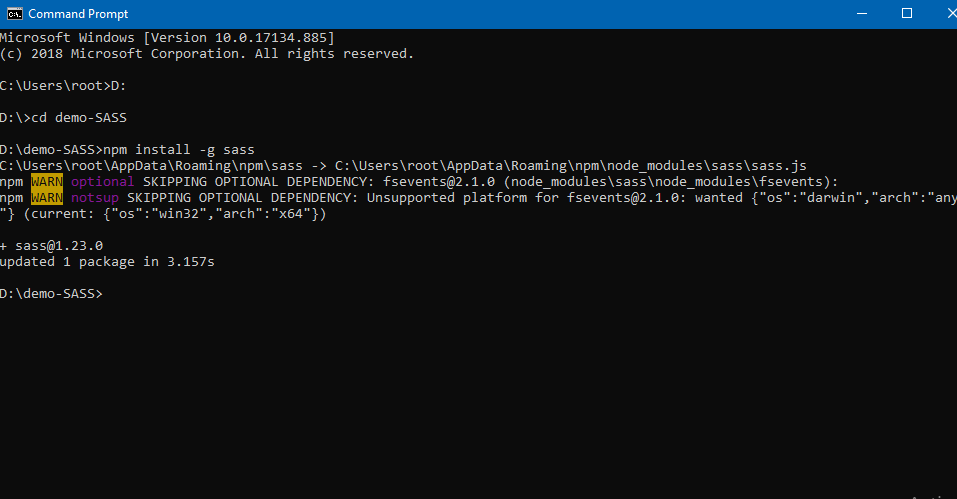 Command Prompt
Microsoft Windows [Version 10.0.17134.885]
(c) 2018 Microsoft Corporation. All rights reserved.
C:\Users\root>D:
D:\>cd demo-SASS
D:\demo-SASS>npm install -g sass
C:\Users\root\AppData\Roaming\npm\sass -> C:\Users\root\AppData\Roaming\npm\node_modules\sass\sass.js
npm WARN optional SKIPPING OPTIONAL DEPENDENCY: fsevents@2.1.0 (node_modules\sass\node_modules\fsevents):
npm WARN notsup SKIPPING OPTIONAL DEPENDENCY: Unsupported platform for fsevents@2.1.0: wanted {"os":"darwin","arch":"any
"} (current: {"os":"win32","arch":"x64"})
+ sass@1.23.0
updated 1 package in 3.157s
D:\demo-SASS>